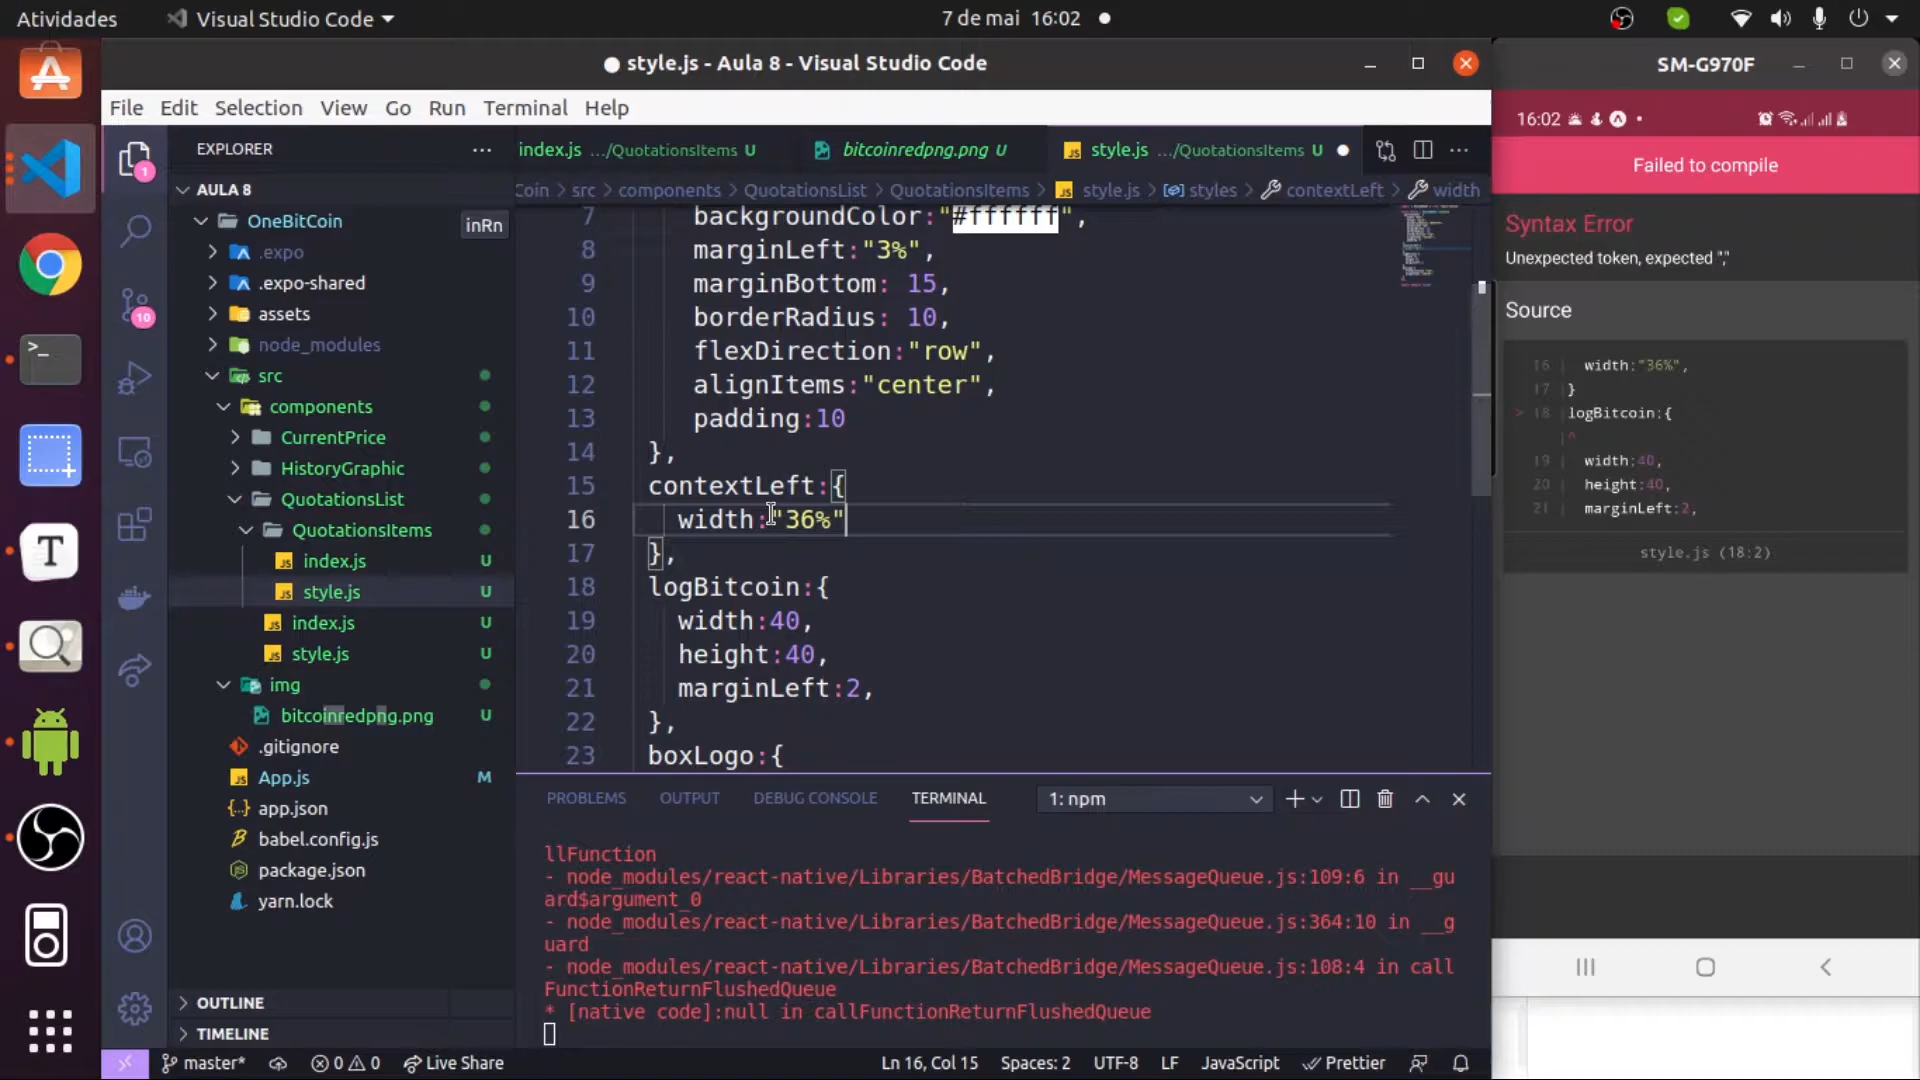 Atividades
Visual Studio Code
7 de mai 16:02
● style.js - Aula 8 - Visual Studio Code
File Edit Selection View Go Run Terminal Help
EXPLORER
AULA 8
OneBitCoin
inRn
.expo
.expo-shared
assets
node_modules
src
components
CurrentPrice
HistoryGraphic
QuotationsList
QuotationsItems
index.js U
style.js U
index.js U
style.js U
img
bitcoinredpng.png U
.gitignore
App.js M
app.json
babel.config.js
package.json
yarn.lock
OUTLINE
TIMELINE
1
10
index.js .../QuotationsItems U
bitcoinredpng.png U
style.js .../QuotationsItems U
Coin > src > components > QuotationsList > QuotationsItems > style.js > styles > contextLeft > width
7 backgroundColor:"#ffffff",
8 marginLeft:"3%",
9 marginBottom: 15,
10 borderRadius: 10,
11 flexDirection:"row",
12 alignItems:"center",
13 padding:10
14 },
15 contextLeft:{
16 width:"36%"
17 },
18 logBitcoin:{
19 width:40,
20 height:40,
21 marginLeft:2,
22 },
23 boxLogo:{
PROBLEMS OUTPUT DEBUG CONSOLE TERMINAL 1: npm
llFunction
- node_modules/react-native/Libraries/BatchedBridge/MessageQueue.js:109:6 in __gu
ard$argument_0
- node_modules/react-native/Libraries/BatchedBridge/MessageQueue.js:364:10 in __g
uard
- node_modules/react-native/Libraries/BatchedBridge/MessageQueue.js:108:4 in call
FunctionReturnFlushedQueue
* [native code]:null in callFunctionReturnFlushedQueue
master* 0 0 Live Share Ln 16, Col 15 Spaces: 2 UTF-8 LF JavaScript Prettier
SM-G970F
16:02
Failed to compile
Syntax Error
Unexpected token, expected ","
Source
16 | width:"36%",
17 | }
> 18 | logBitcoin:{
| ^
19 | width:40,
20 | height:40,
21 | marginLeft:2,
style.js (18:2)